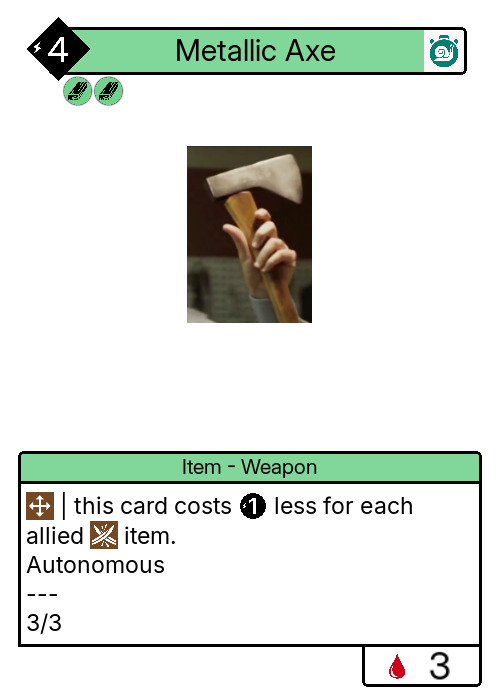 4
Metallic Axe
Item - Weapon
| this card costs 1 less for each
allied item.
Autonomous
---
3/3
3